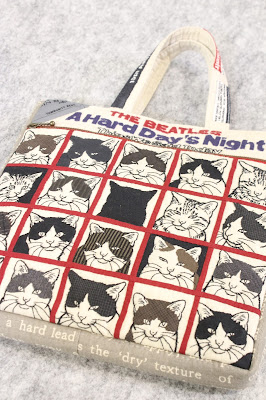 THE BEATLES
A Hard Day's Night
a hard lead
s the 'dry' texture of